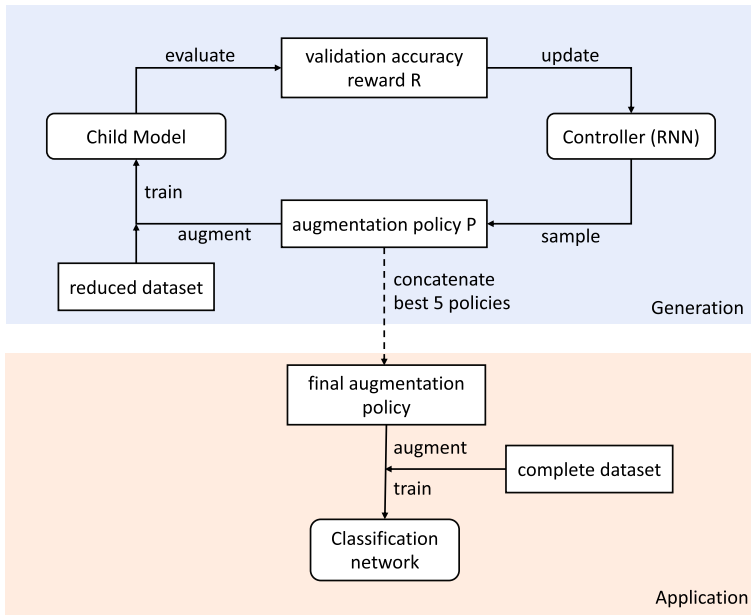 evaluate
validation accuracy
reward R
update
Child Model
Controller (RNN)
train
augment
augmentation policy P
sample
reduced dataset
concatenate
best 5 policies
Generation
final augmentation
policy
augment
complete dataset
train
Classification
network
Application